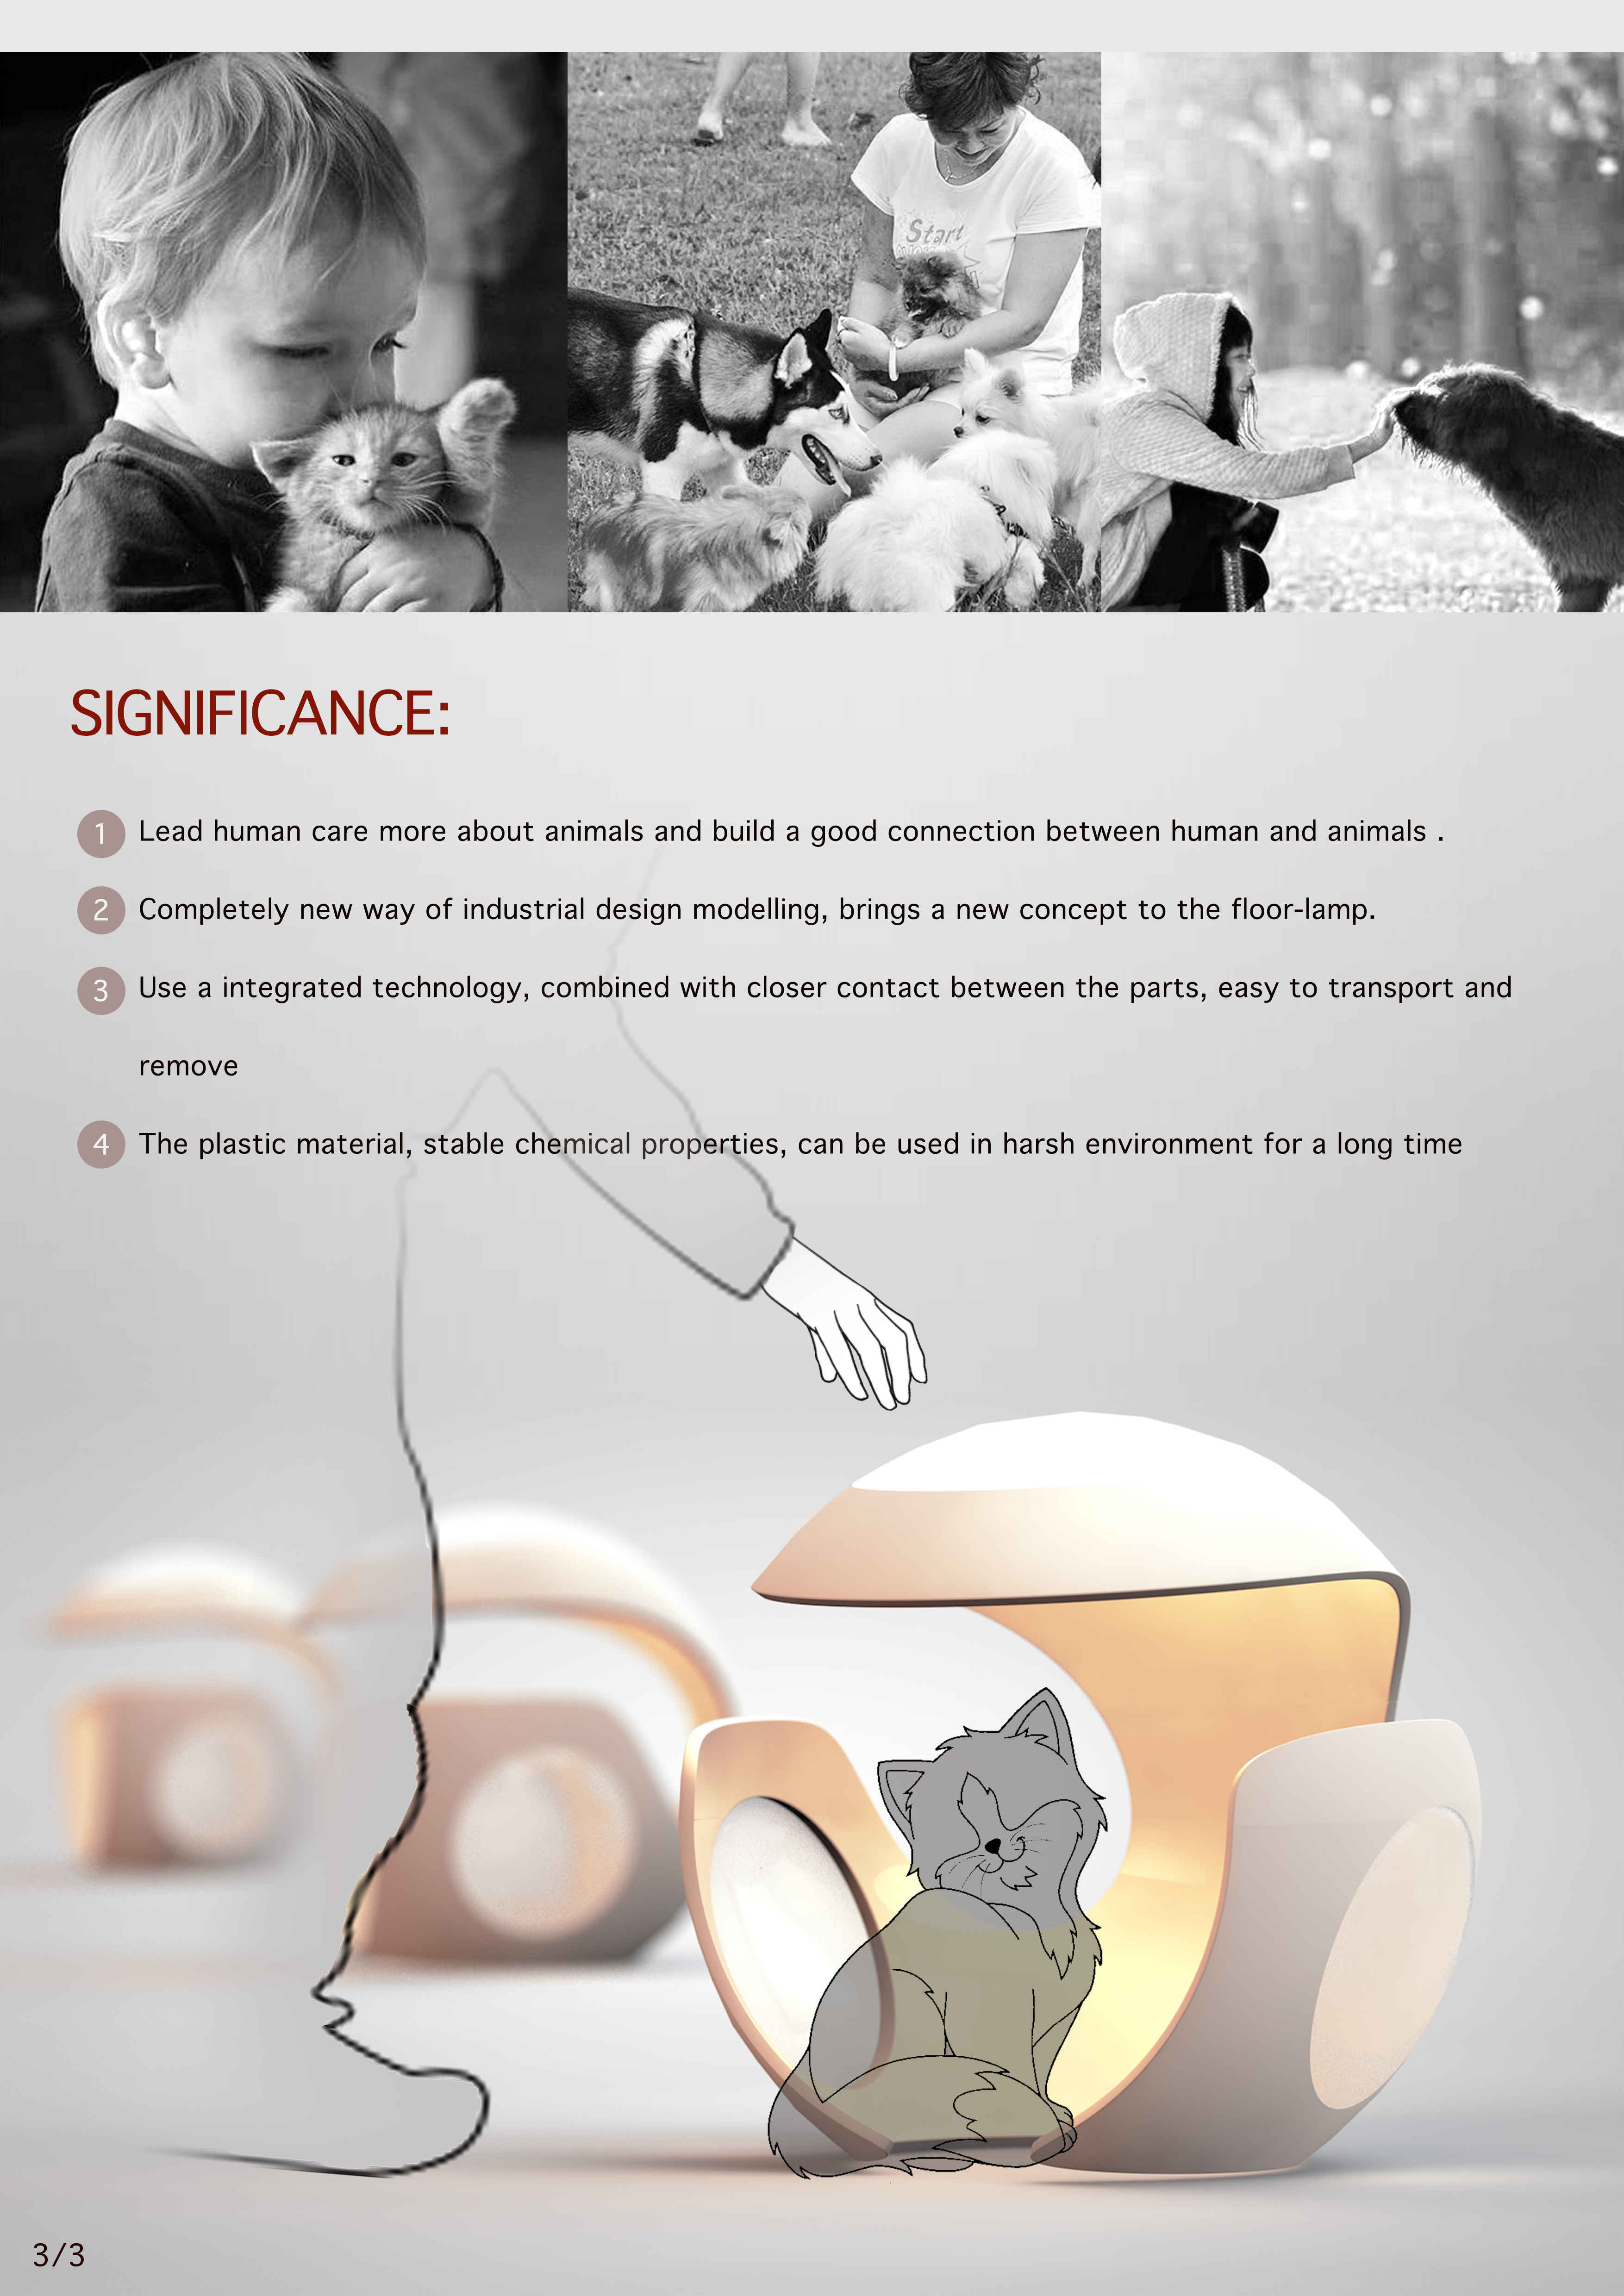 Start
SIGNIFICANCE:
1 Lead human care more about animals and build a good connection between human and animals .
2 Completely new way of industrial design modelling, brings a new concept to the floor-lamp.
3 Use a integrated technology, combined with closer contact between the parts, easy to transport and
remove
4 The plastic material, stable chemical properties, can be used in harsh environment for a long time
3/3